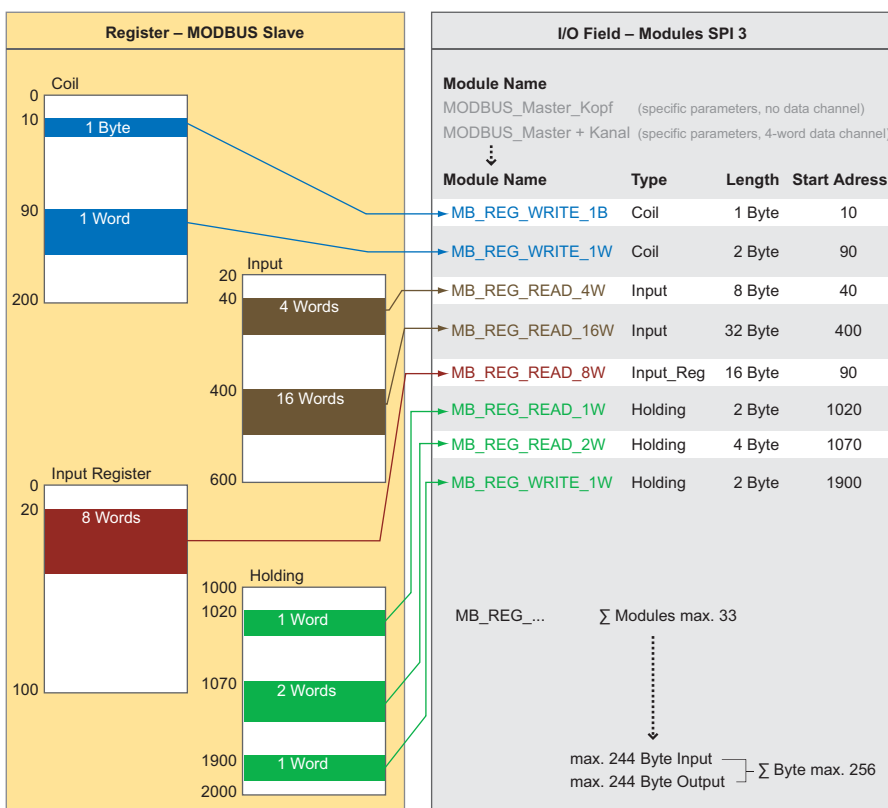 Register – MODBUS Slave
Coil
0
10
1 Byte
90
1 Word
200
Input
20
40
4 Words
400
16 Words
600
Input Register
0
20
8 Words
100
Holding
1000
1020
1 Word
1070
2 Words
1900
1 Word
2000
I/O Field – Modules SPI 3
Module Name
MODBUS_Master_Kopf (specific parameters, no data channel)
MODBUS_Master + Kanal (specific parameters, 4-word data channel)
Module Name Type Length Start Adress
MB_REG_WRITE_1B Coil 1 Byte 10
MB_REG_WRITE_1W Coil 2 Byte 90
MB_REG_READ_4W Input 8 Byte 40
MB_REG_READ_16W Input 32 Byte 400
MB_REG_READ_8W Input_Reg 16 Byte 90
MB_REG_READ_1W Holding 2 Byte 1020
MB_REG_READ_2W Holding 4 Byte 1070
MB_REG_WRITE_1W Holding 2 Byte 1900
MB_REG_... ∑ Modules max. 33
max. 244 Byte Input
max. 244 Byte Output
∑ Byte max. 256